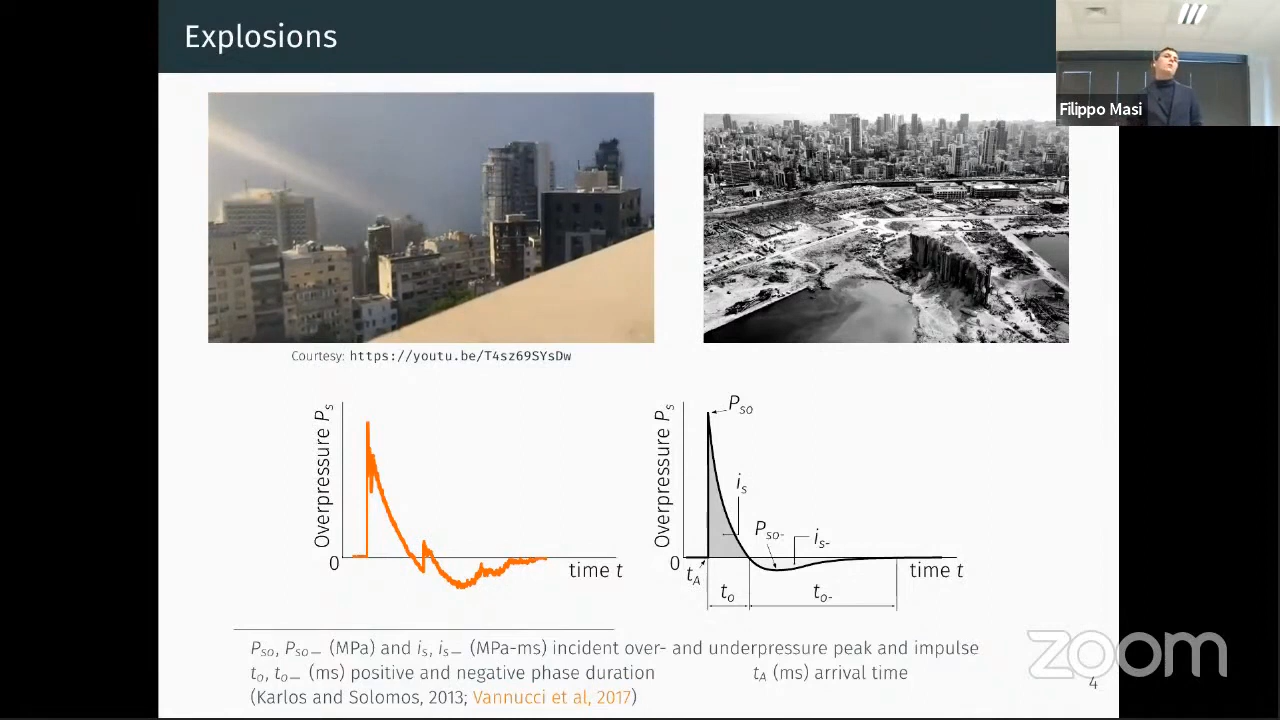 Explosions
Filippo Masi
Courtesy: https://youtu.be/T4sz69SYsDw
Overpressure Pₛ
0
time t
Overpressure Pₛ
Pso
is
Pso-
is-
0
tA
to
to-
time t
Pso, Pso− (MPa) and is, is− (MPa-ms) incident over- and underpressure peak and impulse
to, to− (ms) positive and negative phase duration tA (ms) arrival time
(Karlos and Solomos, 2013; Vannucci et al, 2017)
zoom
4